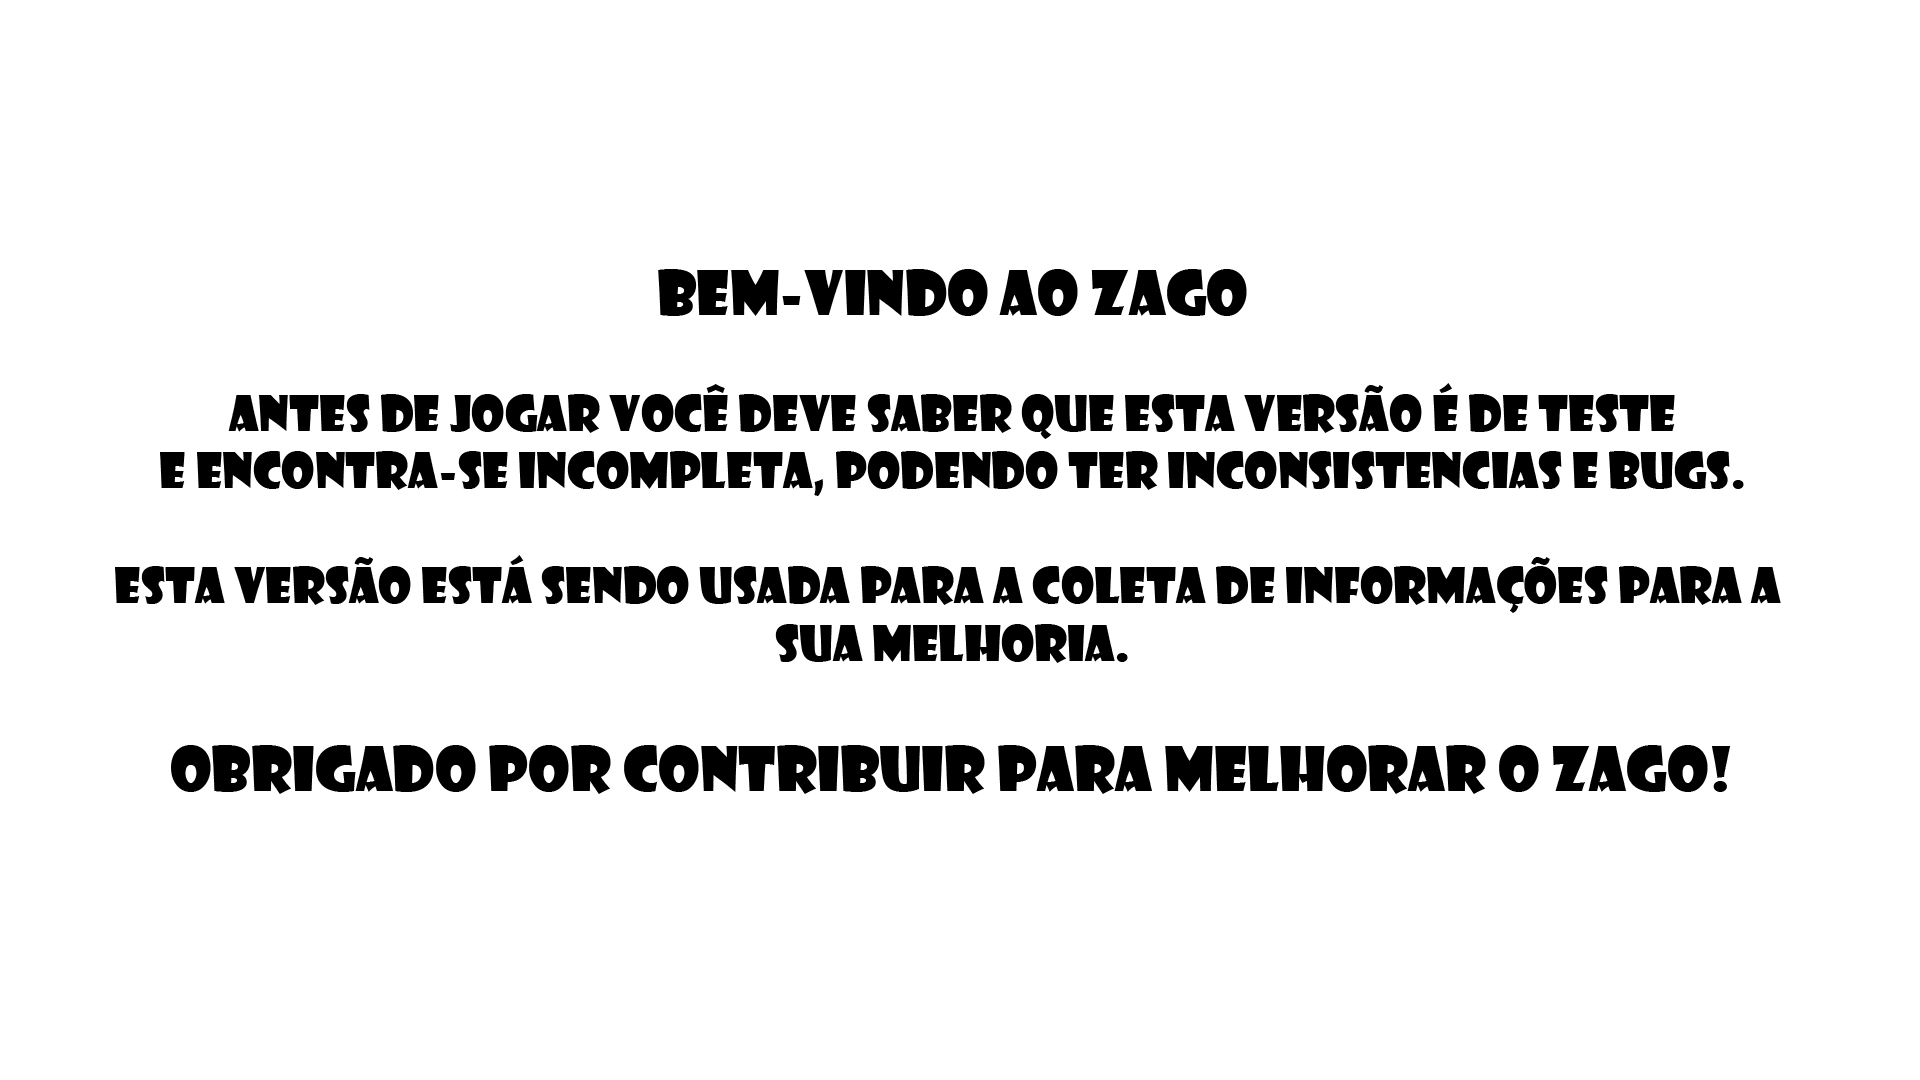 BEM-VINDO AO ZAGO
ANTES DE JOGAR VOCÊ DEVE SABER QUE ESTA VERSÃO É DE TESTE
E ENCONTRA-SE INCOMPLETA, PODENDO TER INCONSISTENCIAS E BUGS.
ESTA VERSÃO ESTÁ SENDO USADA PARA A COLETA DE INFORMAÇÕES PARA A
SUA MELHORIA.
OBRIGADO POR CONTRIBUIR PARA MELHORAR O ZAGO!